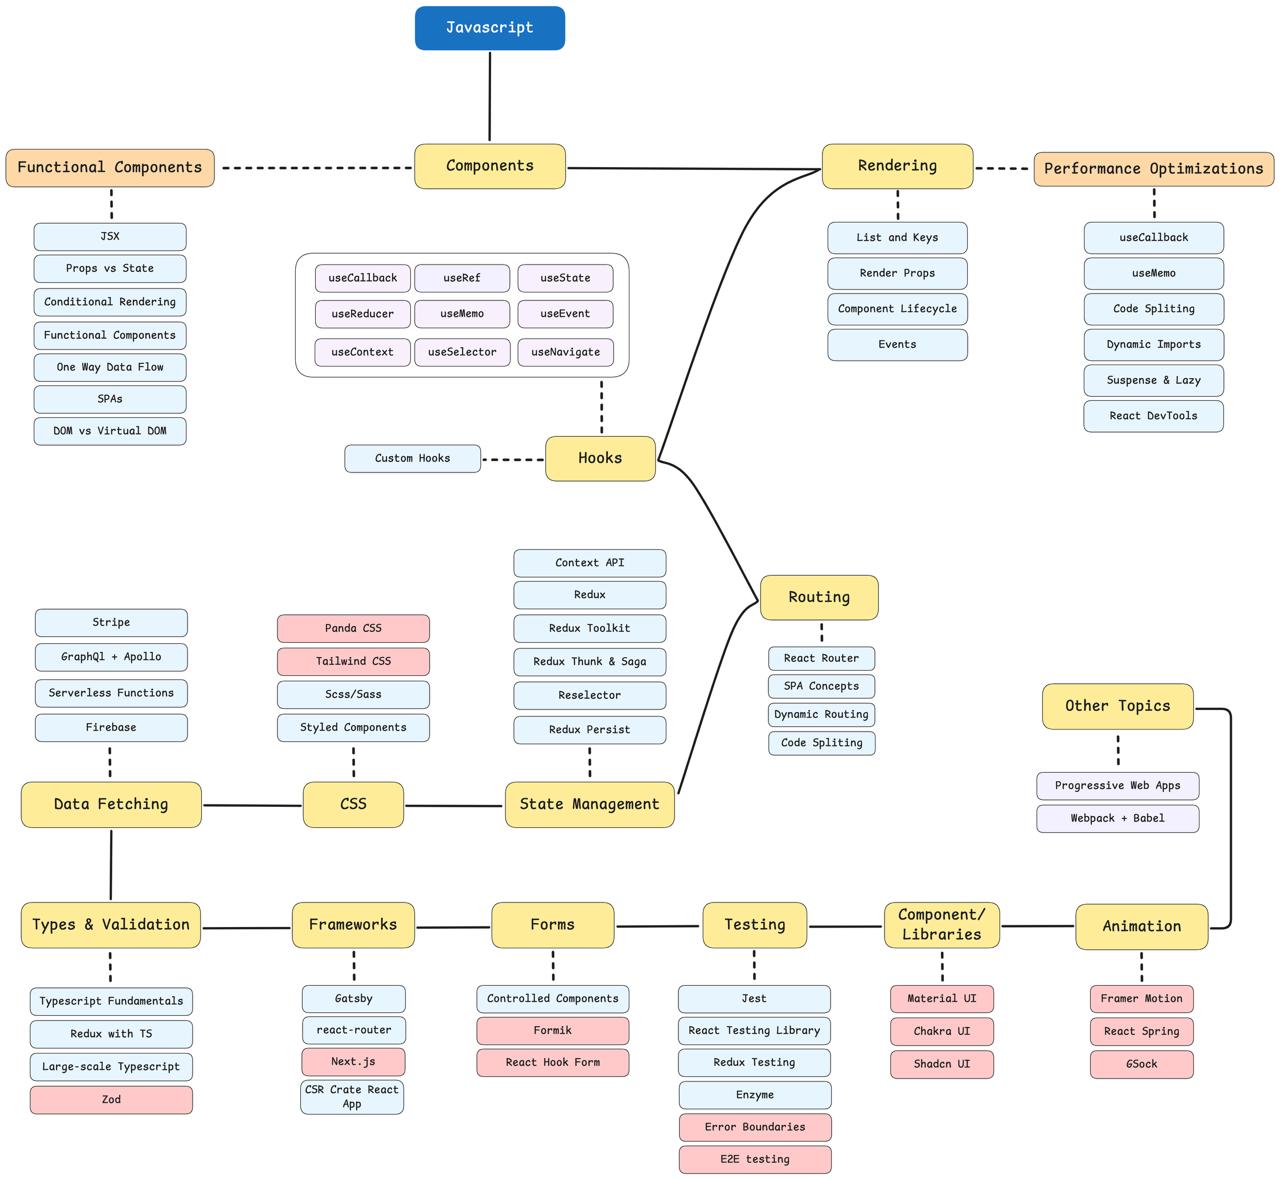 Javascript
Functional Components
Components
Rendering
Performance Optimizations
JSX
Props vs State
Conditional Rendering
Functional Components
One Way Data Flow
SPAs
DOM vs Virtual DOM
useCallback
useRef
useState
useReducer
useMemo
useEvent
useContext
useSelector
useNavigate
List and Keys
Render Props
Component Lifecycle
Events
useCallback
useMemo
Code Spliting
Dynamic Imports
Suspense & Lazy
React DevTools
Custom Hooks
Hooks
Routing
React Router
SPA Concepts
Dynamic Routing
Code Spliting
Context API
Redux
Redux Toolkit
Redux Thunk & Saga
Reselector
Redux Persist
State Management
Panda CSS
Tailwind CSS
Scss/Sass
Styled Components
CSS
Stripe
GraphQl + Apollo
Serverless Functions
Firebase
Data Fetching
Other Topics
Progressive Web Apps
Webpack + Babel
Types & Validation
Typescript Fundamentals
Redux with TS
Large-scale Typescript
Zod
Frameworks
Gatsby
react-router
Next.js
CSR Crate React
App
Forms
Controlled Components
Formik
React Hook Form
Testing
Jest
React Testing Library
Redux Testing
Enzyme
Error Boundaries
E2E testing
Component/
Libraries
Material UI
Chakra UI
Shadcn UI
Animation
Framer Motion
React Spring
GSock